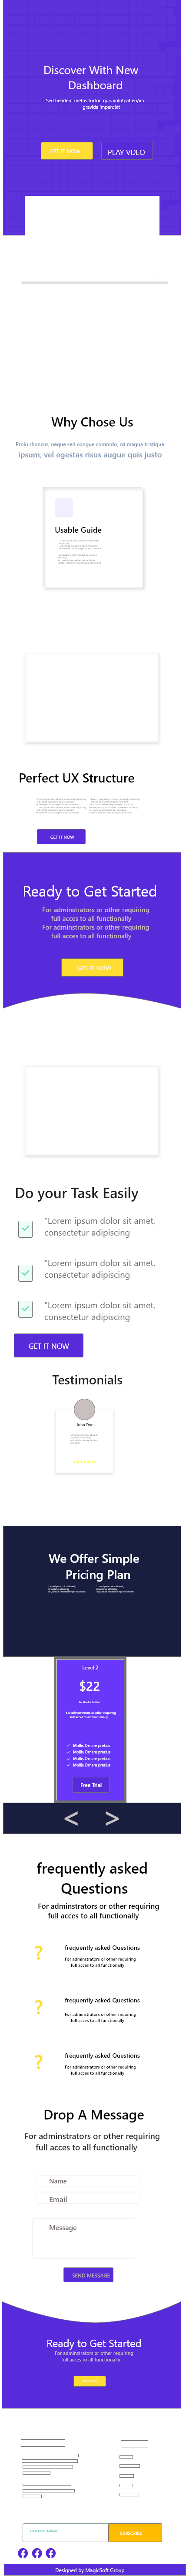 Discover With New
Dashboard
Sed hendrerit metus tortor, quis volutpat enim
gravida imperdiet
GET IT NOW
PLAY VDEO
Why Chose Us
Proin rhoncus, neque sed congue commodo, rci magna tristique
ipsum, vel egestas risus augue quis justo
Usable Guide
Perfect UX Structure
GET IT NOW
Ready to Get Started
For adminstrators or other requiring
full acces to all functionally
For adminstrators or other requiring
full acces to all functionally
GET IT NOW
Do your Task Easily
"Lorem ipsum dolor sit amet,
consectetur adipiscing
"Lorem ipsum dolor sit amet,
consectetur adipiscing
"Lorem ipsum dolor sit amet,
consectetur adipiscing
GET IT NOW
Testimonials
John Doe
We Offer Simple
Pricing Plan
Level 2
$22
For adminstrators or other requiring
full acces to all functionally
Mollis Ornare pretius
Mollis Ornare pretius
Mollis Ornare pretius
Mollis Ornare pretius
Free Trial
< >
frequently asked
Questions
For adminstrators or other requiring
full acces to all functionally
? frequently asked Questions
For adminstrators or other requiring
full acces to all functionally
? frequently asked Questions
For adminstrators or other requiring
full acces to all functionally
? frequently asked Questions
For adminstrators or other requiring
full acces to all functionally
Drop A Message
For adminstrators or other requiring
full acces to all functionally
Name
Email
Message
SEND MESSAGE
Ready to Get Started
For adminstrators or other requiring
full acces to all functionally
SUBSCRIBE
Designed by MagicSoft Group